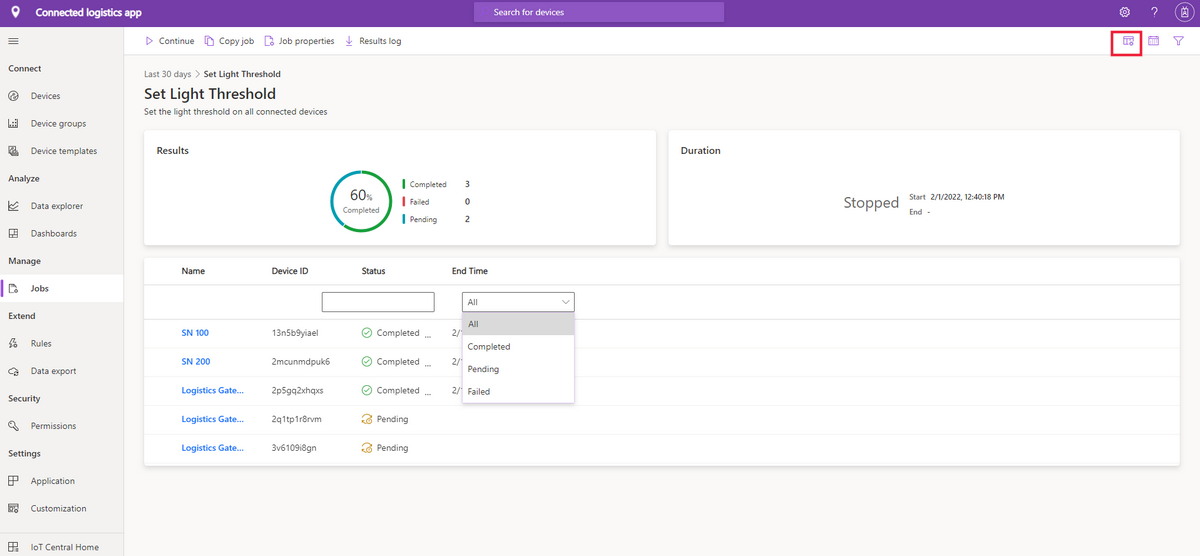 Connected logistics app
Search for devices
?
Continue Copy job Job properties Results log
Connect
Devices
Device groups
Device templates
Analyze
Data explorer
Dashboards
Manage
Jobs
Extend
Rules
Data export
Security
Permissions
Settings
Application
Customization
IoT Central Home
Last 30 days > Set Light Threshold
Set Light Threshold
Set the light threshold on all connected devices
Results
60%
Completed
Completed 3
Failed 0
Pending 2
Duration
Stopped
Start 2/1/2022, 12:40:18 PM
End -
Name Device ID Status End Time
All
All
Completed
Pending
Failed
SN 100 13n5b9yiael Completed ... 2/
SN 200 2mcunmdpuk6 Completed ... 2/
Logistics Gate... 2p5gq2xhqxs Completed ... 2/
Logistics Gate... 2q1tp1r8rvm Pending
Logistics Gate... 3v6109i8gn Pending